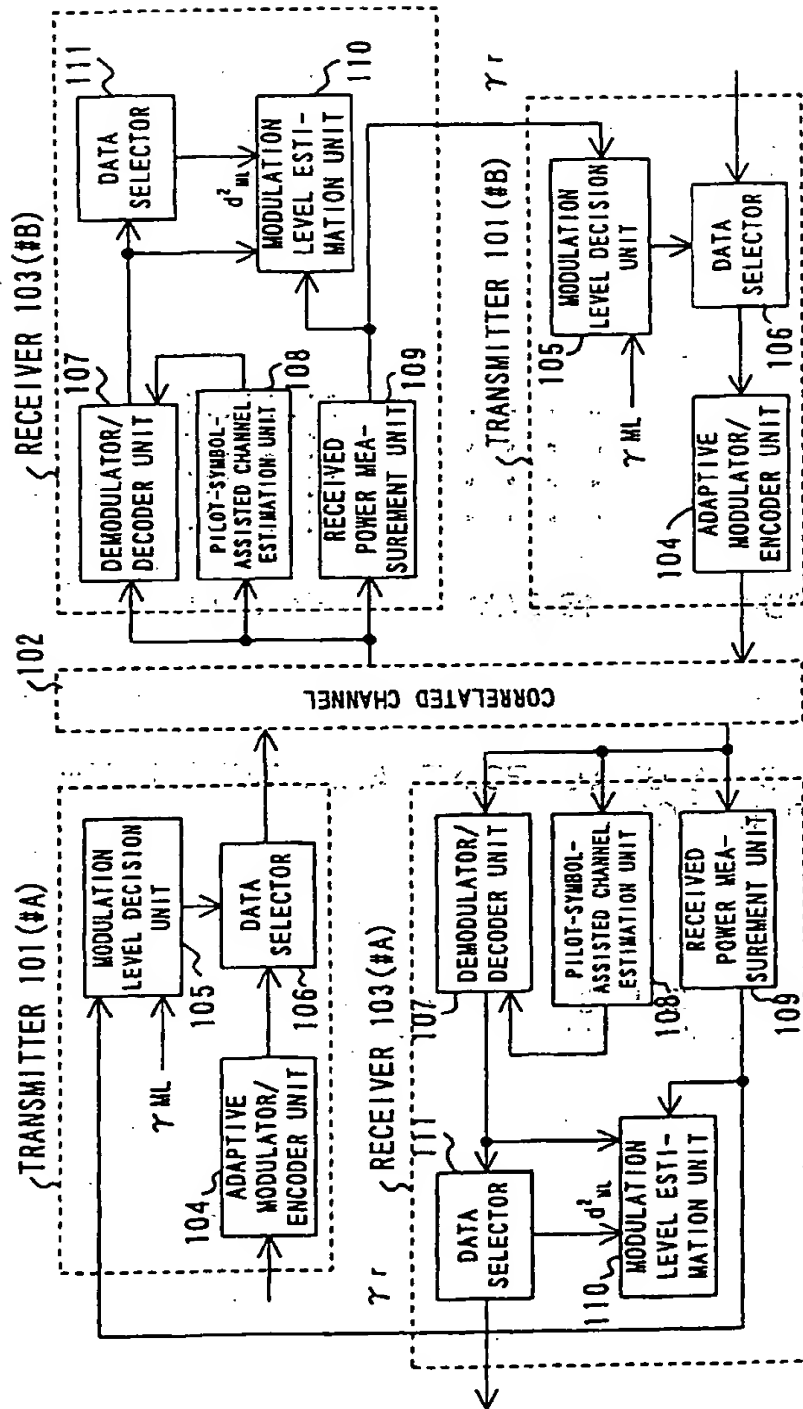 TRANSMITTER 101(#A)
MODULATION
LEVEL DECISION
UNIT
105
γ ML
DATA
SELECTOR
106
ADAPTIVE
MODULATOR/
ENCODER UNIT
104
RECEIVER 103(#A)
DEMODULATOR/
DECODER UNIT
107
PILOT-SYMBOL-
ASSISTED CHANNEL
ESTIMATION UNIT
108
RECEIVED
POWER MEA-
SUREMENT UNIT
109
DATA
SELECTOR
111
d²ML
MODULATION
LEVEL ESTI-
MATION UNIT
110
γ r
102
CORRELATED CHANNEL
RECEIVER 103(#B)
DEMODULATOR/
DECODER UNIT
107
PILOT-SYMBOL-
ASSISTED CHANNEL
ESTIMATION UNIT
108
RECEIVED
POWER MEA-
SUREMENT UNIT
109
DATA
SELECTOR
111
d²ML
MODULATION
LEVEL ESTI-
MATION UNIT
110
γ r
TRANSMITTER 101(#B)
MODULATION
LEVEL DECISION
UNIT
105
γ ML
DATA
SELECTOR
106
ADAPTIVE
MODULATOR/
ENCODER UNIT
104